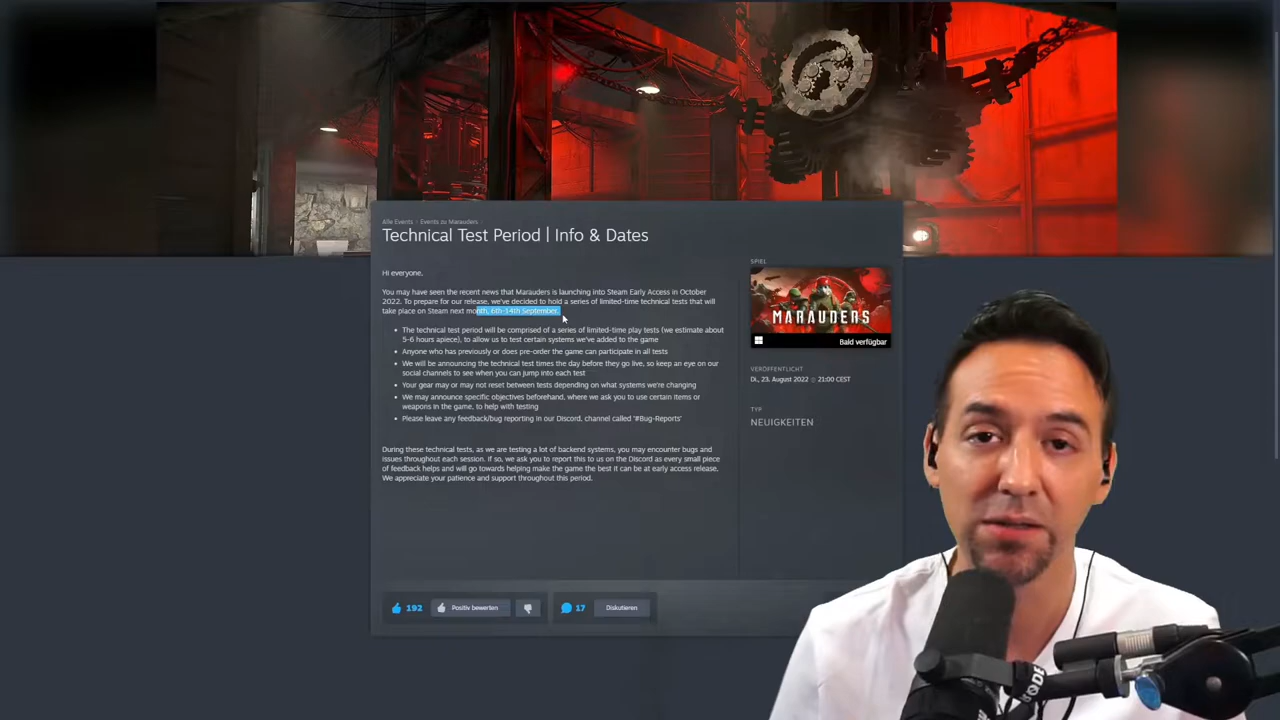 Alle Events > Events zu Marauders
Technical Test Period | Info & Dates
Hi everyone,
You may have seen the recent news that Marauders is launching into Steam Early Access in October
2022. To prepare for our release, we've decided to hold a series of limited-time technical tests that will
take place on Steam next month, 6th-14th September.
• The technical test period will be comprised of a series of limited-time play tests (we estimate about
5-6 hours apiece), to allow us to test certain systems we've added to the game
• Anyone who has previously or does pre-order the game can participate in all tests
• We will be announcing the technical test times the day before they go live, so keep an eye on our
social channels to see when you can jump into each test
• Your gear may or may not reset between tests depending on what systems we're changing
• We may announce specific objectives beforehand, where we ask you to use certain items or
weapons in the game, to help with testing
• Please leave any feedback/bug reporting in our Discord, channel called '#Bug-Reports'
During these technical tests, as we are testing a lot of backend systems, you may encounter bugs and
issues throughout each session. If so, we ask you to report this to us on the Discord as every small piece
of feedback helps and will go towards helping make the game the best it can be at early access release.
We appreciate your patience and support throughout this period.
192
Positiv bewerten
17
Diskutieren
SPIEL
MARAUDERS
Bald verfügbar
VERÖFFENTLICHT
Di., 23. August 2022 @ 21:00 CEST
TYP
NEUIGKEITEN